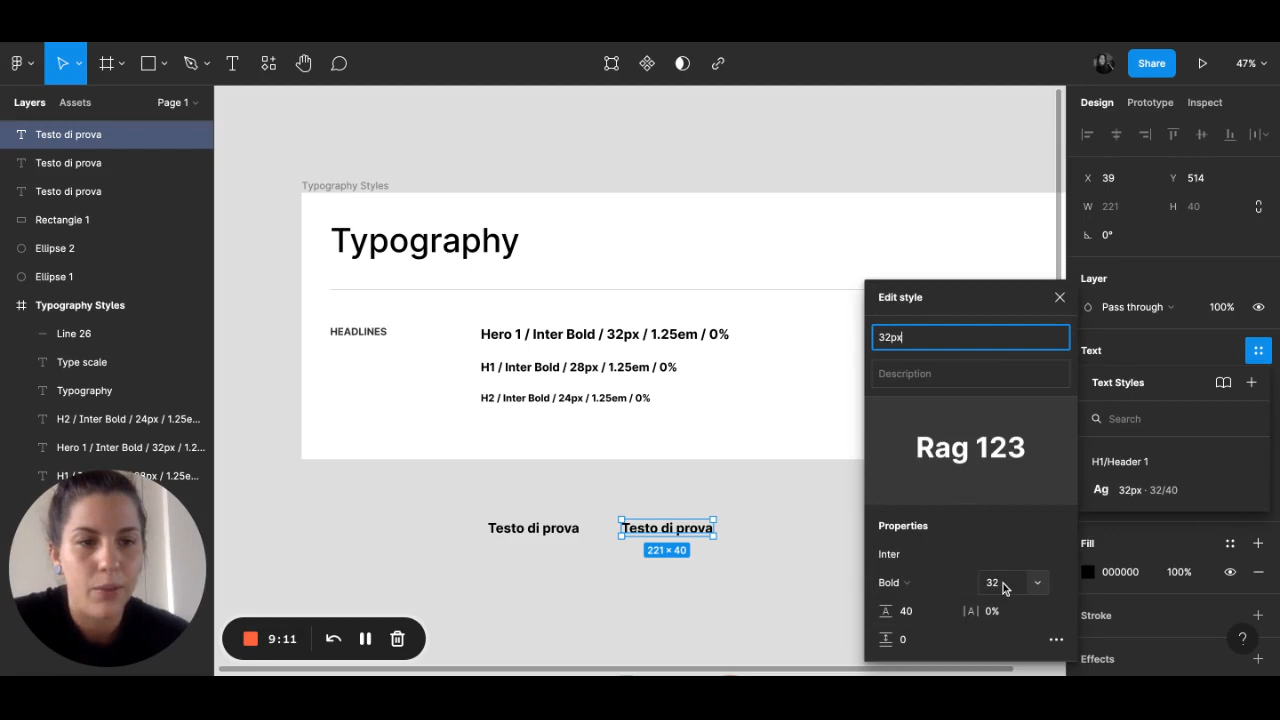 Share
47%
Layers
Assets
Page 1
Testo di prova
Testo di prova
Testo di prova
Rectangle 1
Ellipse 2
Ellipse 1
Typography Styles
Line 26
Type scale
Typography
H2 / Inter Bold / 24px / 1.25e...
Hero 1 / Inter Bold / 32px / 1.2...
Typography Styles
Typography
HEADLINES
Hero 1 / Inter Bold / 32px / 1.25em / 0%
H1 / Inter Bold / 28px / 1.25em / 0%
H2 / Inter Bold / 24px / 1.25em / 0%
Testo di prova
Testo di prova
221 × 40
9:11
Edit style
32px
Description
Rag 123
Properties
Inter
Bold
32
40
|A| 0%
0
Design
Prototype
Inspect
X 39
Y 514
W 221
H 40
0°
Layer
Pass through
100%
Text
Text Styles
Search
H1/Header 1
Ag 32px · 32/40
Fill
000000
100%
Stroke
Effects
?